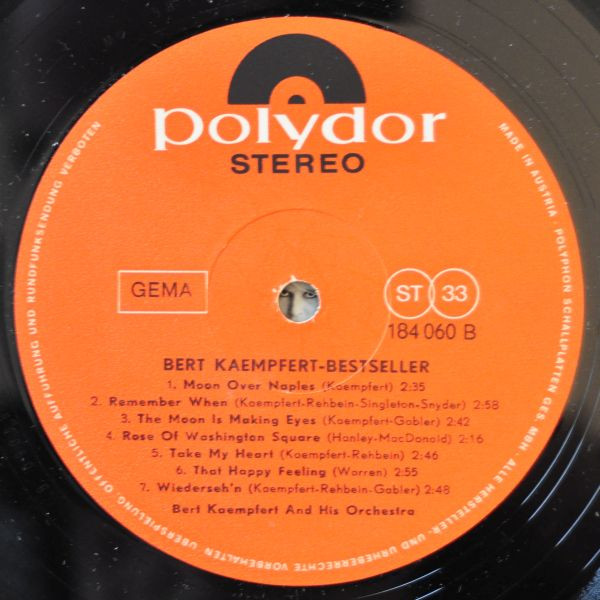 polydor
STEREO
GEMA
ST 33
184 060 B
BERT KAEMPFERT-BESTSELLER
1. Moon Over Naples (Kaempfert) 2:35
2. Remember When (Kaempfert-Rehbein-Singleton-Snyder) 2:58
3. The Moon Is Making Eyes (Kaempfert-Gabler) 2:42
4. Rose Of Washington Square (Hanley-MacDonald) 2:16
5. Take My Heart (Kaempfert-Rehbein) 2:46
6. That Happy Feeling (Warren) 2:55
7. Wiederseh'n (Kaempfert-Rehbein-Gabler) 2:48
Bert Kaempfert And His Orchestra
MADE IN AUSTRIA · POLYPHON SCHALLPLATTEN GES MBH · ALLE HERSTELLER- UND URHEBERRECHTE VORBEHALTEN ÜBERSPIELUNG ÖFFENTLICHE AUFFÜHRUNG UND RUNDFUNKSENDUNG VERBOTEN